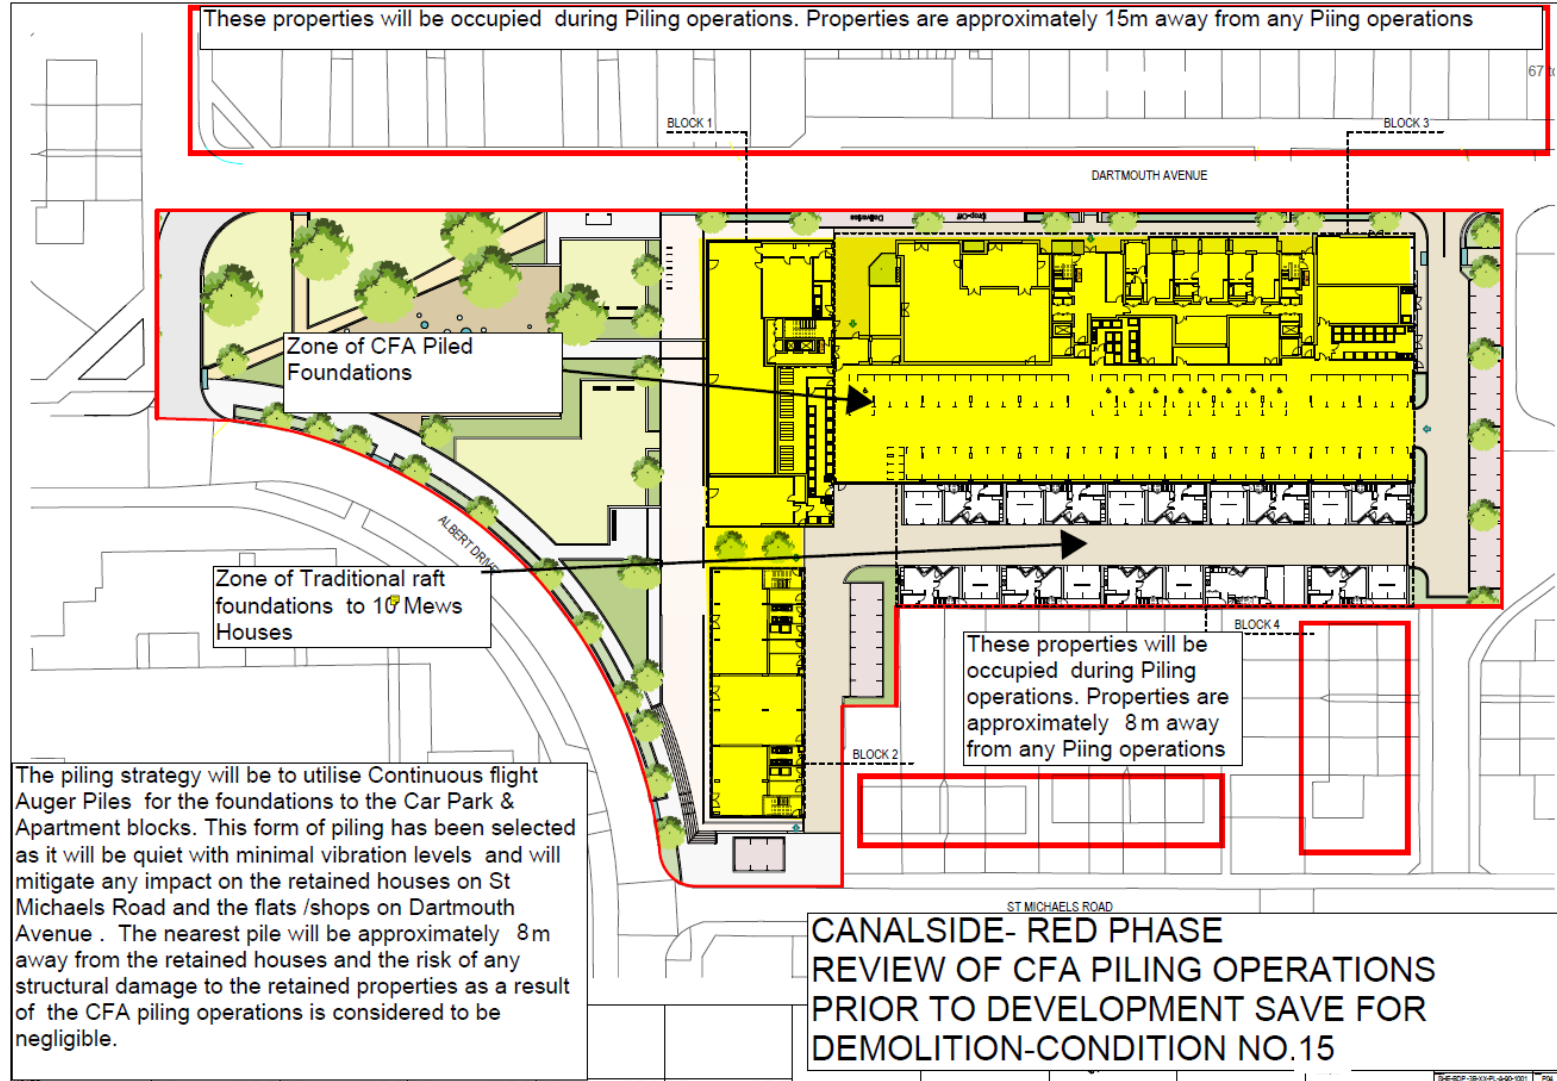 These properties will be occupied during Piling operations. Properties are approximately 15m away from any Piing operations
67 to
BLOCK 1
BLOCK 3
DARTMOUTH AVENUE
Deliveries
Drop-Off
Zone of CFA Piled
Foundations
ALBERT DRIVE
Zone of Traditional raft
foundations to 10 Mews
Houses
BLOCK 4
These properties will be
occupied during Piling
operations. Properties are
approximately 8m away
from any Piing operations
BLOCK 2
The piling strategy will be to utilise Continuous flight
Auger Piles for the foundations to the Car Park &
Apartment blocks. This form of piling has been selected
as it will be quiet with minimal vibration levels and will
mitigate any impact on the retained houses on St
Michaels Road and the flats /shops on Dartmouth
Avenue . The nearest pile will be approximately 8m
away from the retained houses and the risk of any
structural damage to the retained properties as a result
of the CFA piling operations is considered to be
negligible.
ST MICHAELS ROAD
CANALSIDE- RED PHASE
REVIEW OF CFA PILING OPERATIONS
PRIOR TO DEVELOPMENT SAVE FOR
DEMOLITION-CONDITION NO.15